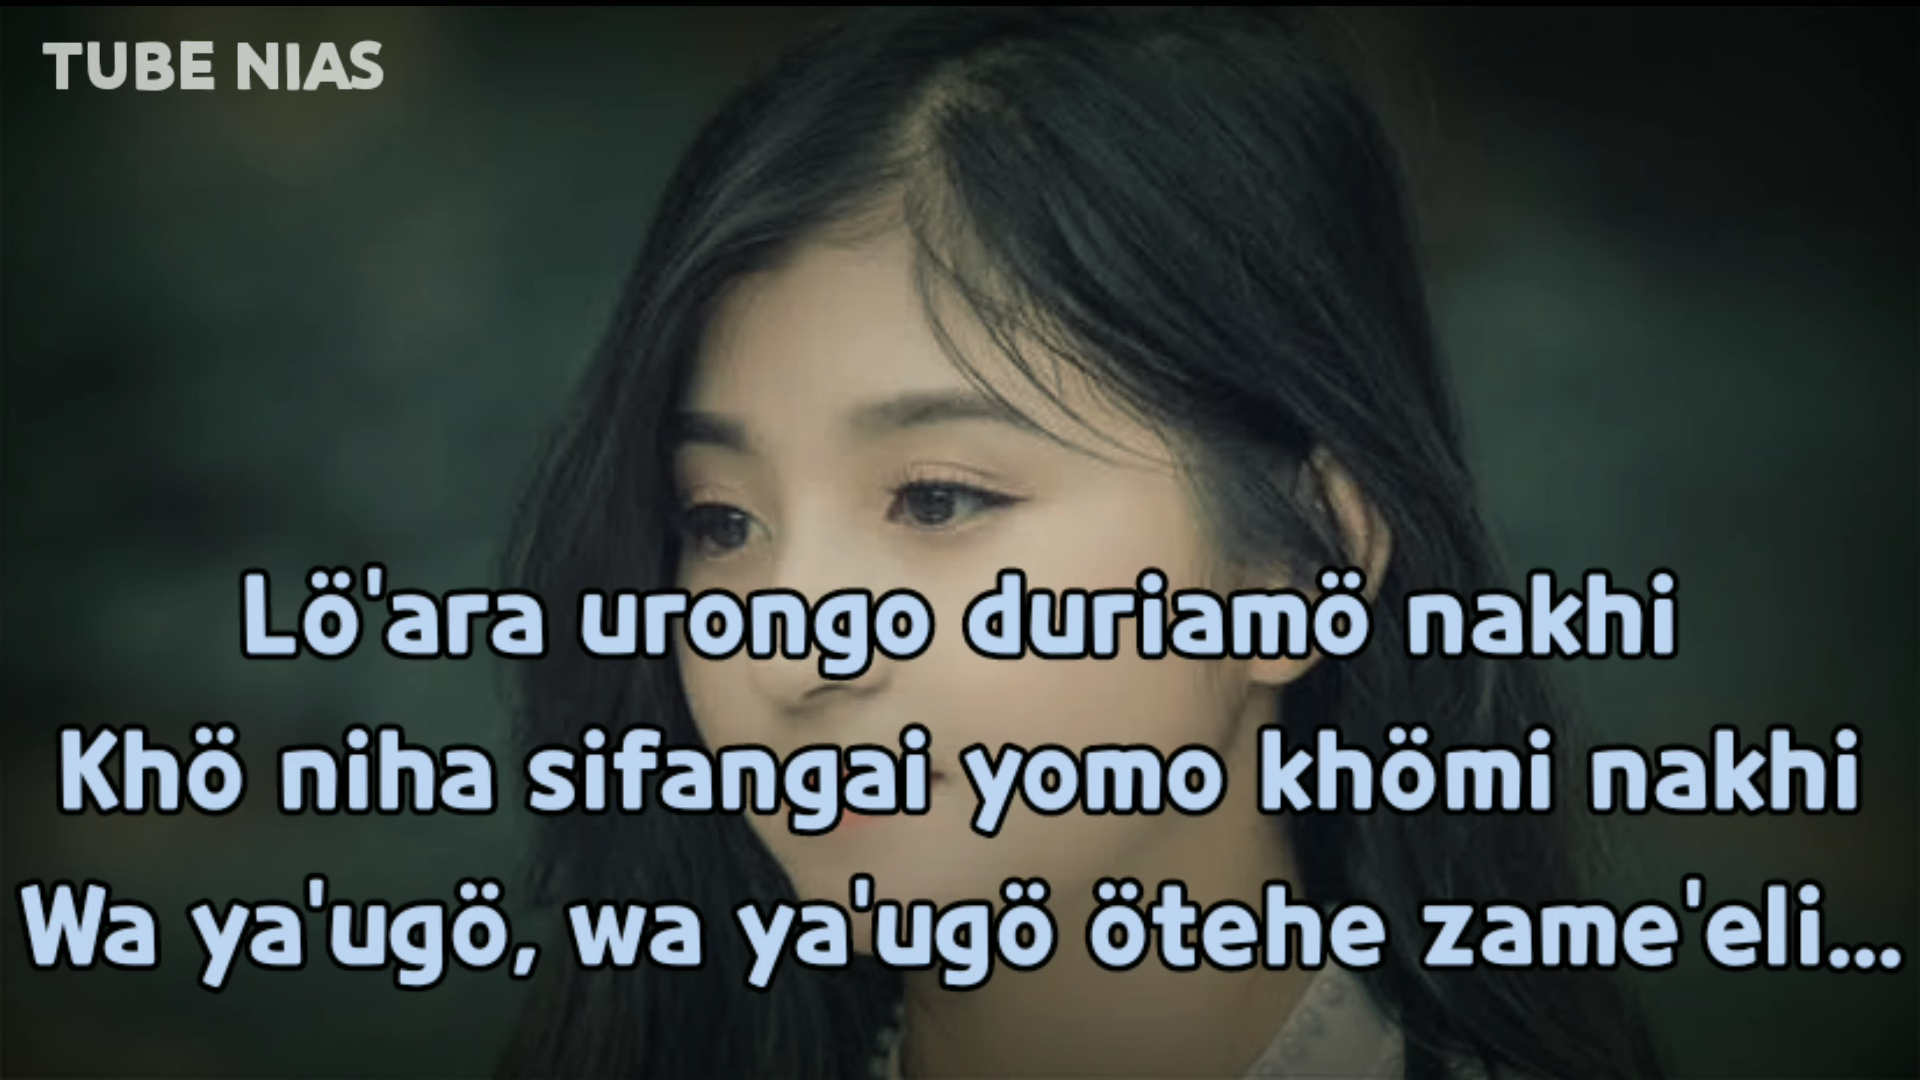 TUBE NIAS
Lö'ara urongo duriamö nakhi
Khö niha sifangai yomo khömi nakhi
Wa ya'ugö, wa ya'ugö ötehe zame'eli...